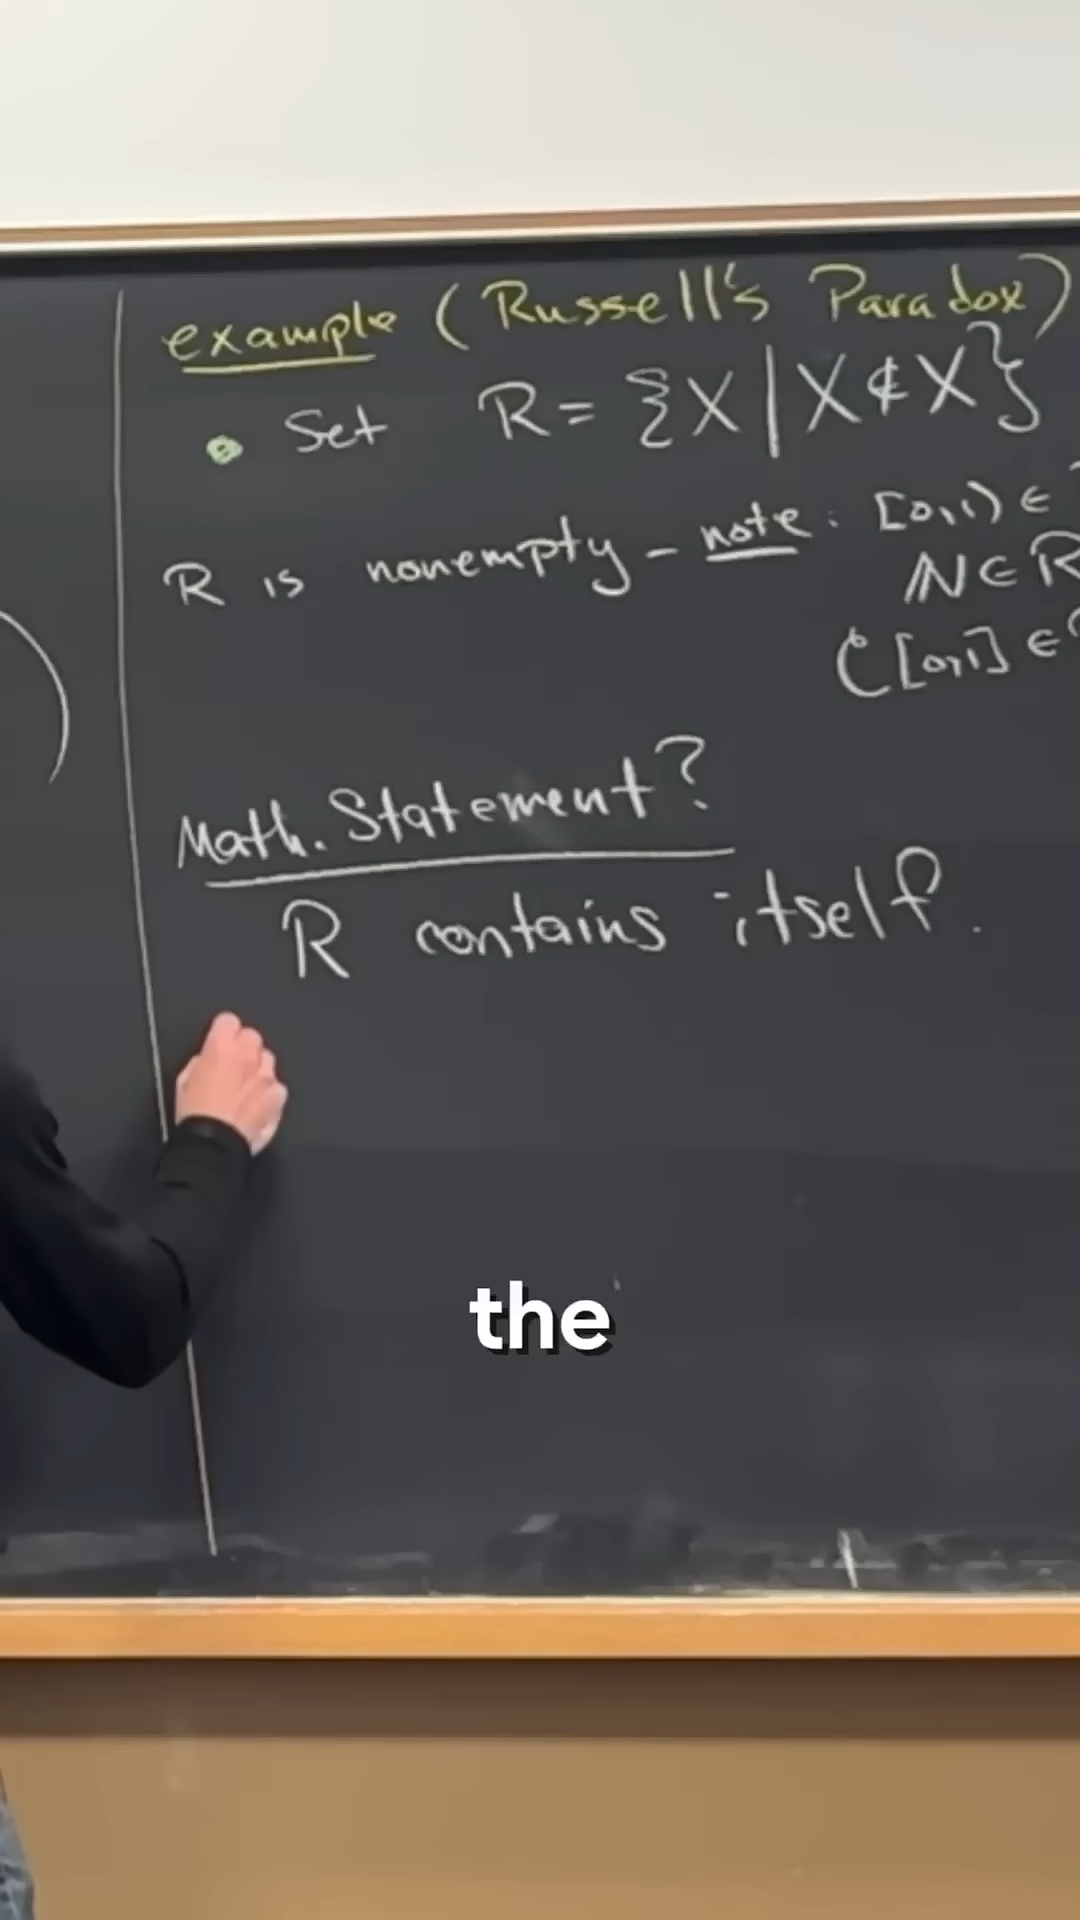 example (Russell's Paradox)
• Set R = {X | X ∉ X}
R is nonempty - note: [0,1) ∈
N ∈ R
C[0,1] ∈
Math. Statement?
R contains itself.
the